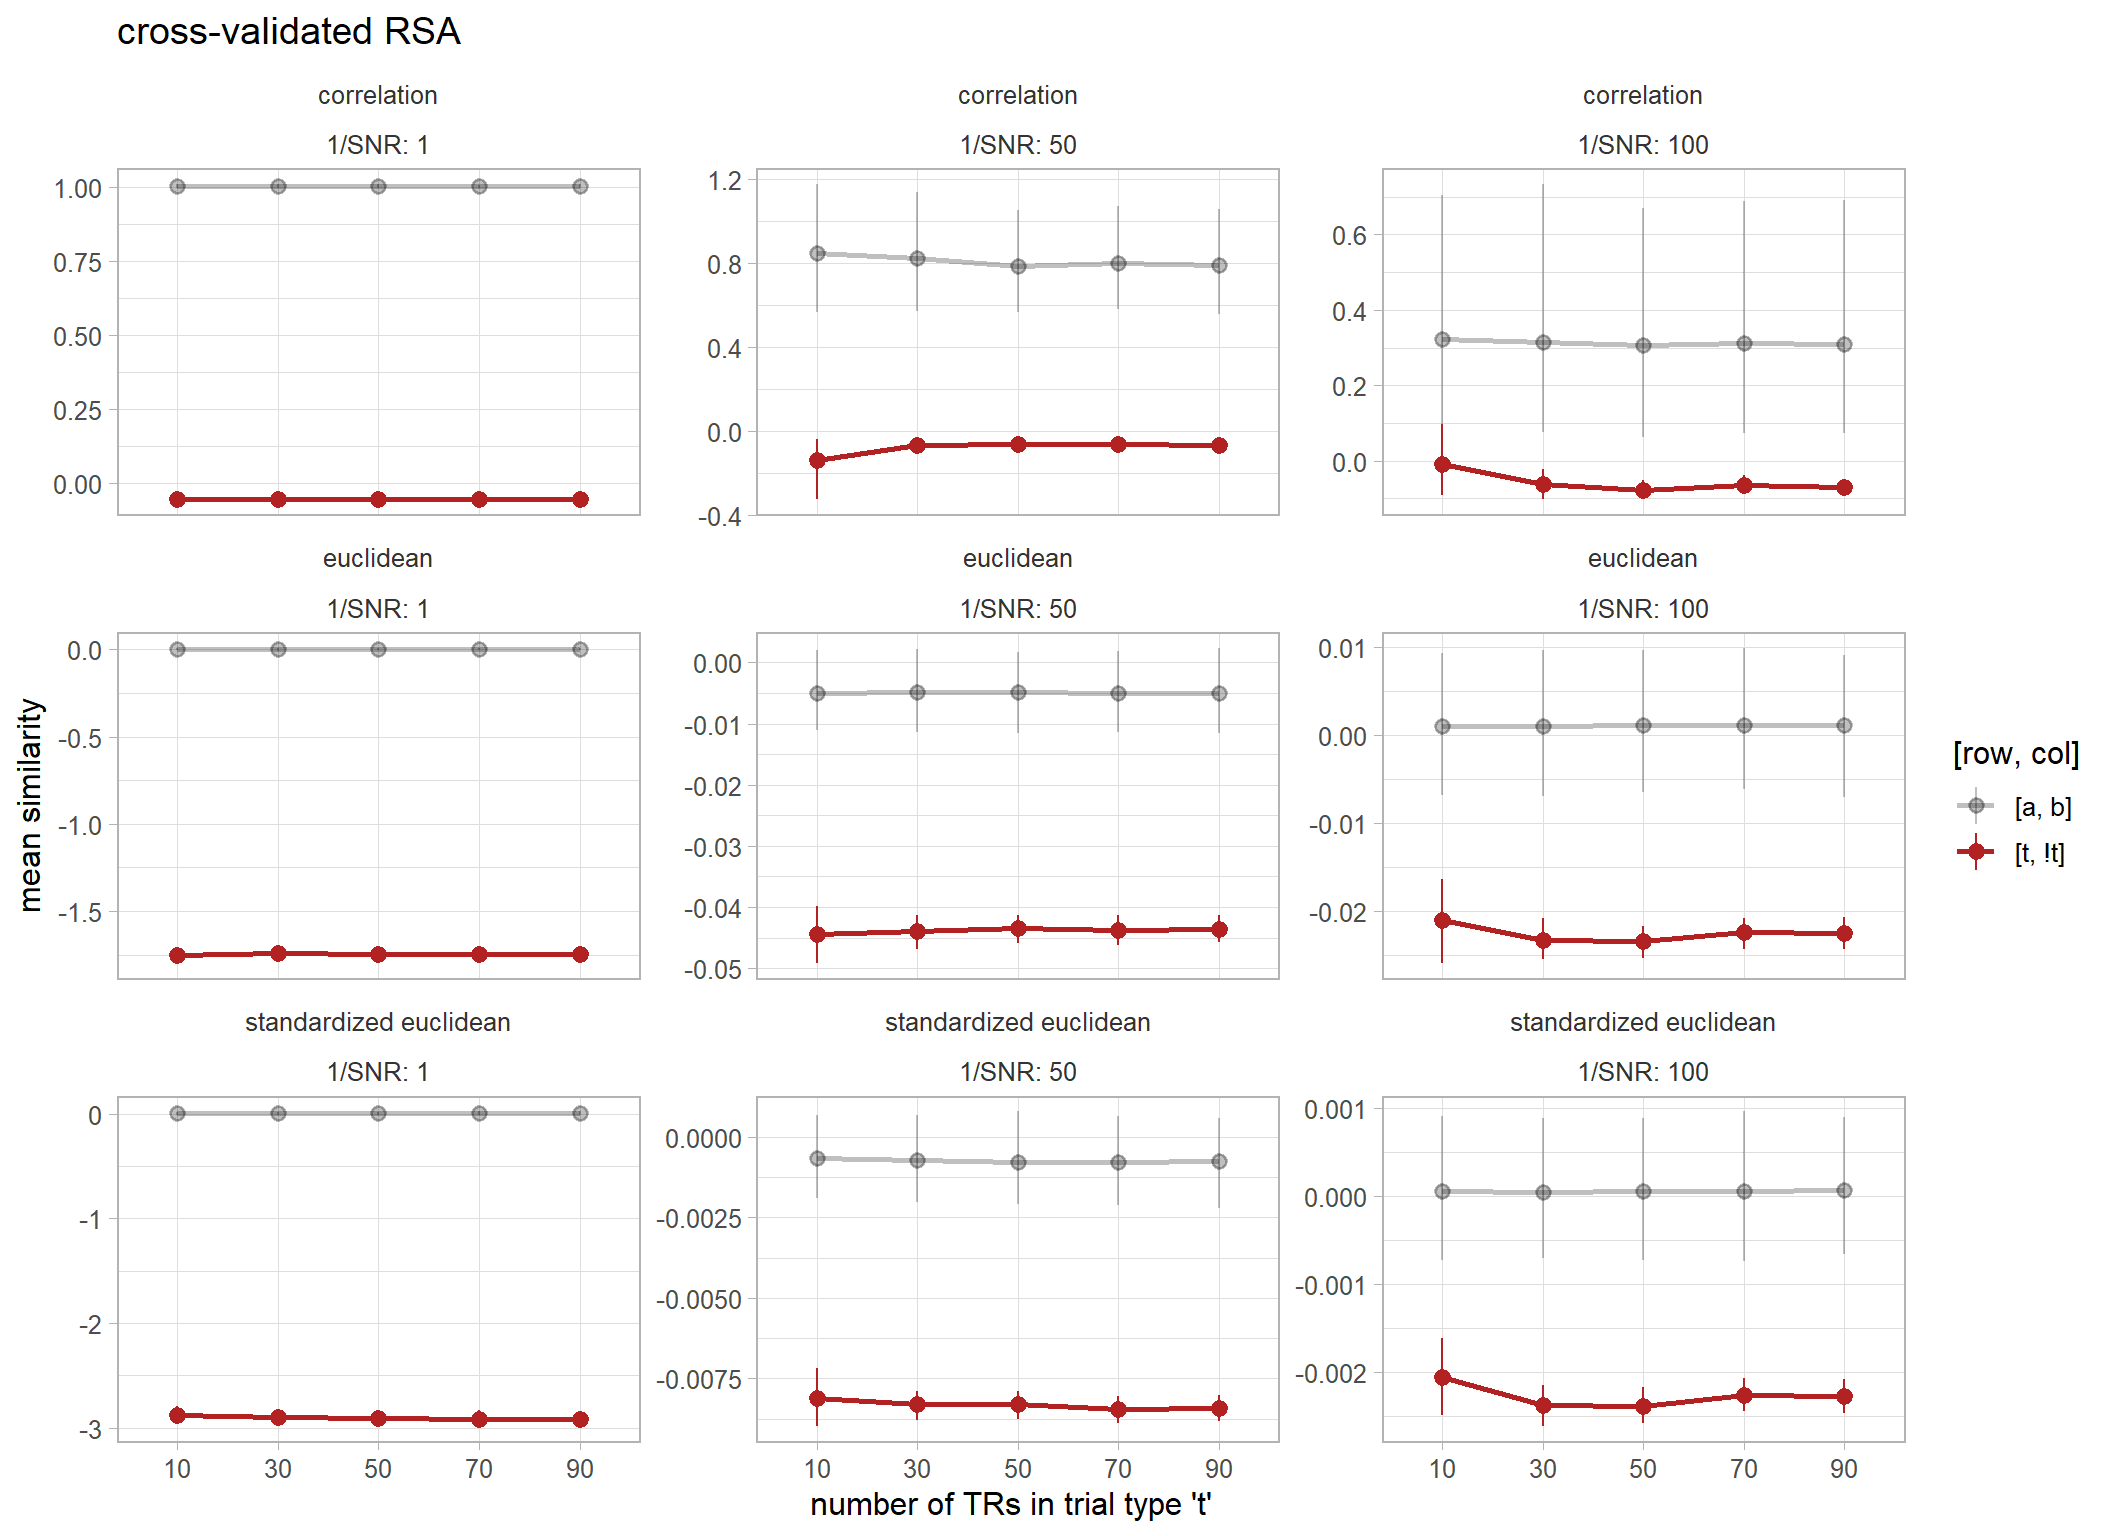 cross-validated RSA
correlation
1/SNR: 1
1.00
0.75
0.50
0.25
0.00
correlation
1/SNR: 50
1.2
0.8
0.4
0.0
-0.4
correlation
1/SNR: 100
0.6
0.4
0.2
0.0
euclidean
1/SNR: 1
0.0
-0.5
-1.0
-1.5
euclidean
1/SNR: 50
0.00
-0.01
-0.02
-0.03
-0.04
-0.05
euclidean
1/SNR: 100
0.01
0.00
-0.01
-0.02
standardized euclidean
1/SNR: 1
0
-1
-2
-3
10 30 50 70 90
standardized euclidean
1/SNR: 50
0.0000
-0.0025
-0.0050
-0.0075
10 30 50 70 90
standardized euclidean
1/SNR: 100
0.001
0.000
-0.001
-0.002
10 30 50 70 90
mean similarity
number of TRs in trial type 't'
[row, col]
[a, b]
[t, !t]